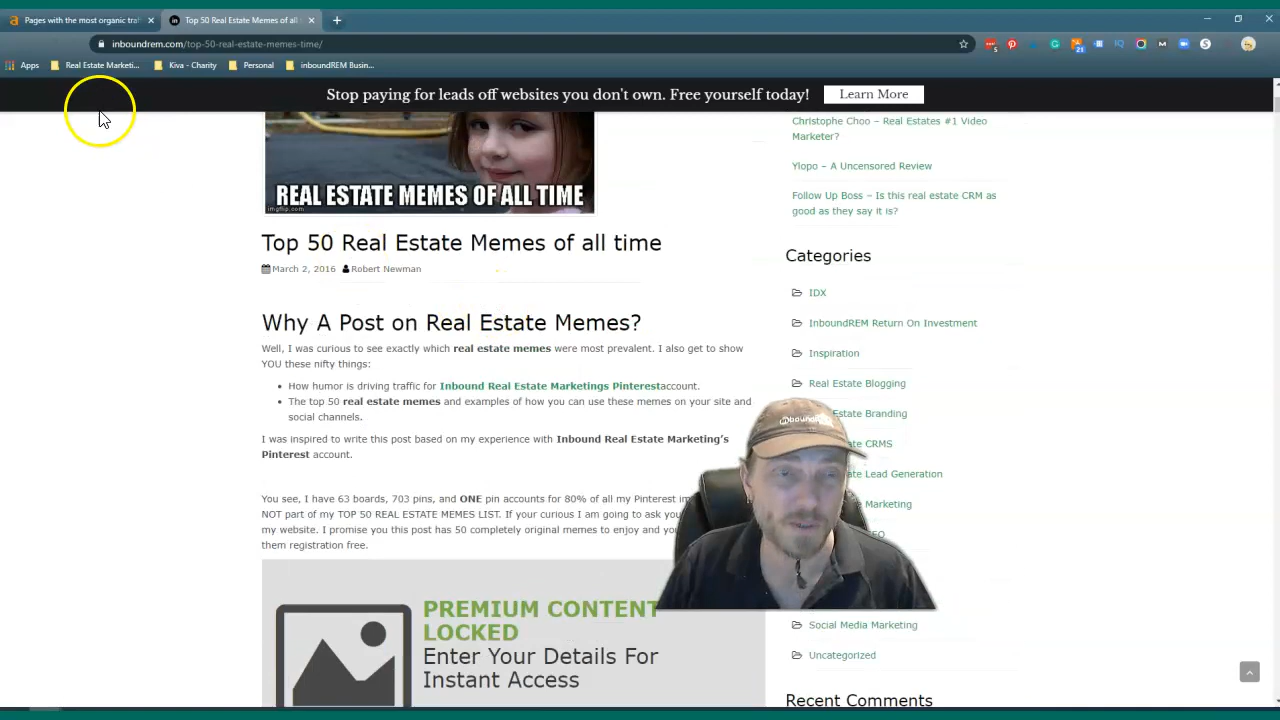 Pages with the most organic tra
Top 50 Real Estate Memes of all
inboundrem.com/top-50-real-estate-memes-time/
Apps
Real Estate Marketi...
Kiva - Charity
Personal
inboundREM Busin...
Stop paying for leads off websites you don't own. Free yourself today!
Learn More
REAL ESTATE MEMES OF ALL TIME
imgflip.com
Top 50 Real Estate Memes of all time
March 2, 2016 Robert Newman
Why A Post on Real Estate Memes?
Well, I was curious to see exactly which real estate memes were most prevalent. I also get to show
YOU these nifty things:
• How humor is driving traffic for Inbound Real Estate Marketings Pinterestaccount.
• The top 50 real estate memes and examples of how you can use these memes on your site and
social channels.
I was inspired to write this post based on my experience with Inbound Real Estate Marketing's
Pinterest account.
You see, I have 63 boards, 703 pins, and ONE pin accounts for 80% of all my Pinterest
NOT part of my TOP 50 REAL ESTATE MEMES LIST. If your curious I am going to ask you
my website. I promise you this post has 50 completely original memes to enjoy and
them registration free.
PREMIUM CONTENT
LOCKED
Enter Your Details For
Instant Access
Christophe Choo – Real Estates #1 Video
Marketer?
Ylopo – A Uncensored Review
Follow Up Boss – Is this real estate CRM as
good as they say it is?
Categories
IDX
InboundREM Return On Investment
Inspiration
Real Estate Blogging
Estate Branding
CRMS
Lead Generation
Marketing
Social Media Marketing
Uncategorized
Recent Comments